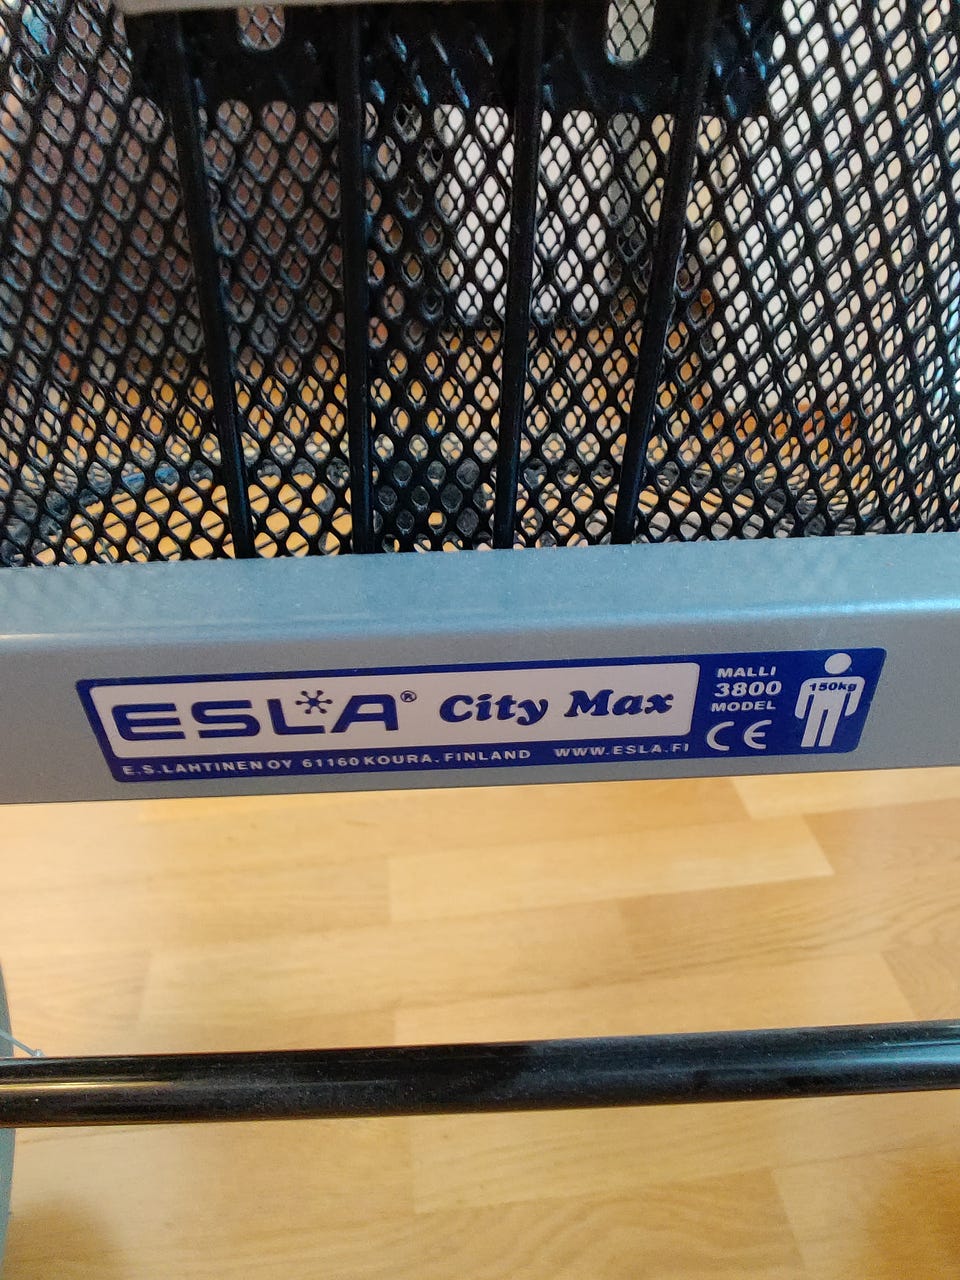 ESLA® City Max
E.S.LAHTINEN OY 61160 KOURA. FINLAND WWW.ESLA.FI
MALLI
3800
MODEL
CE
150kg